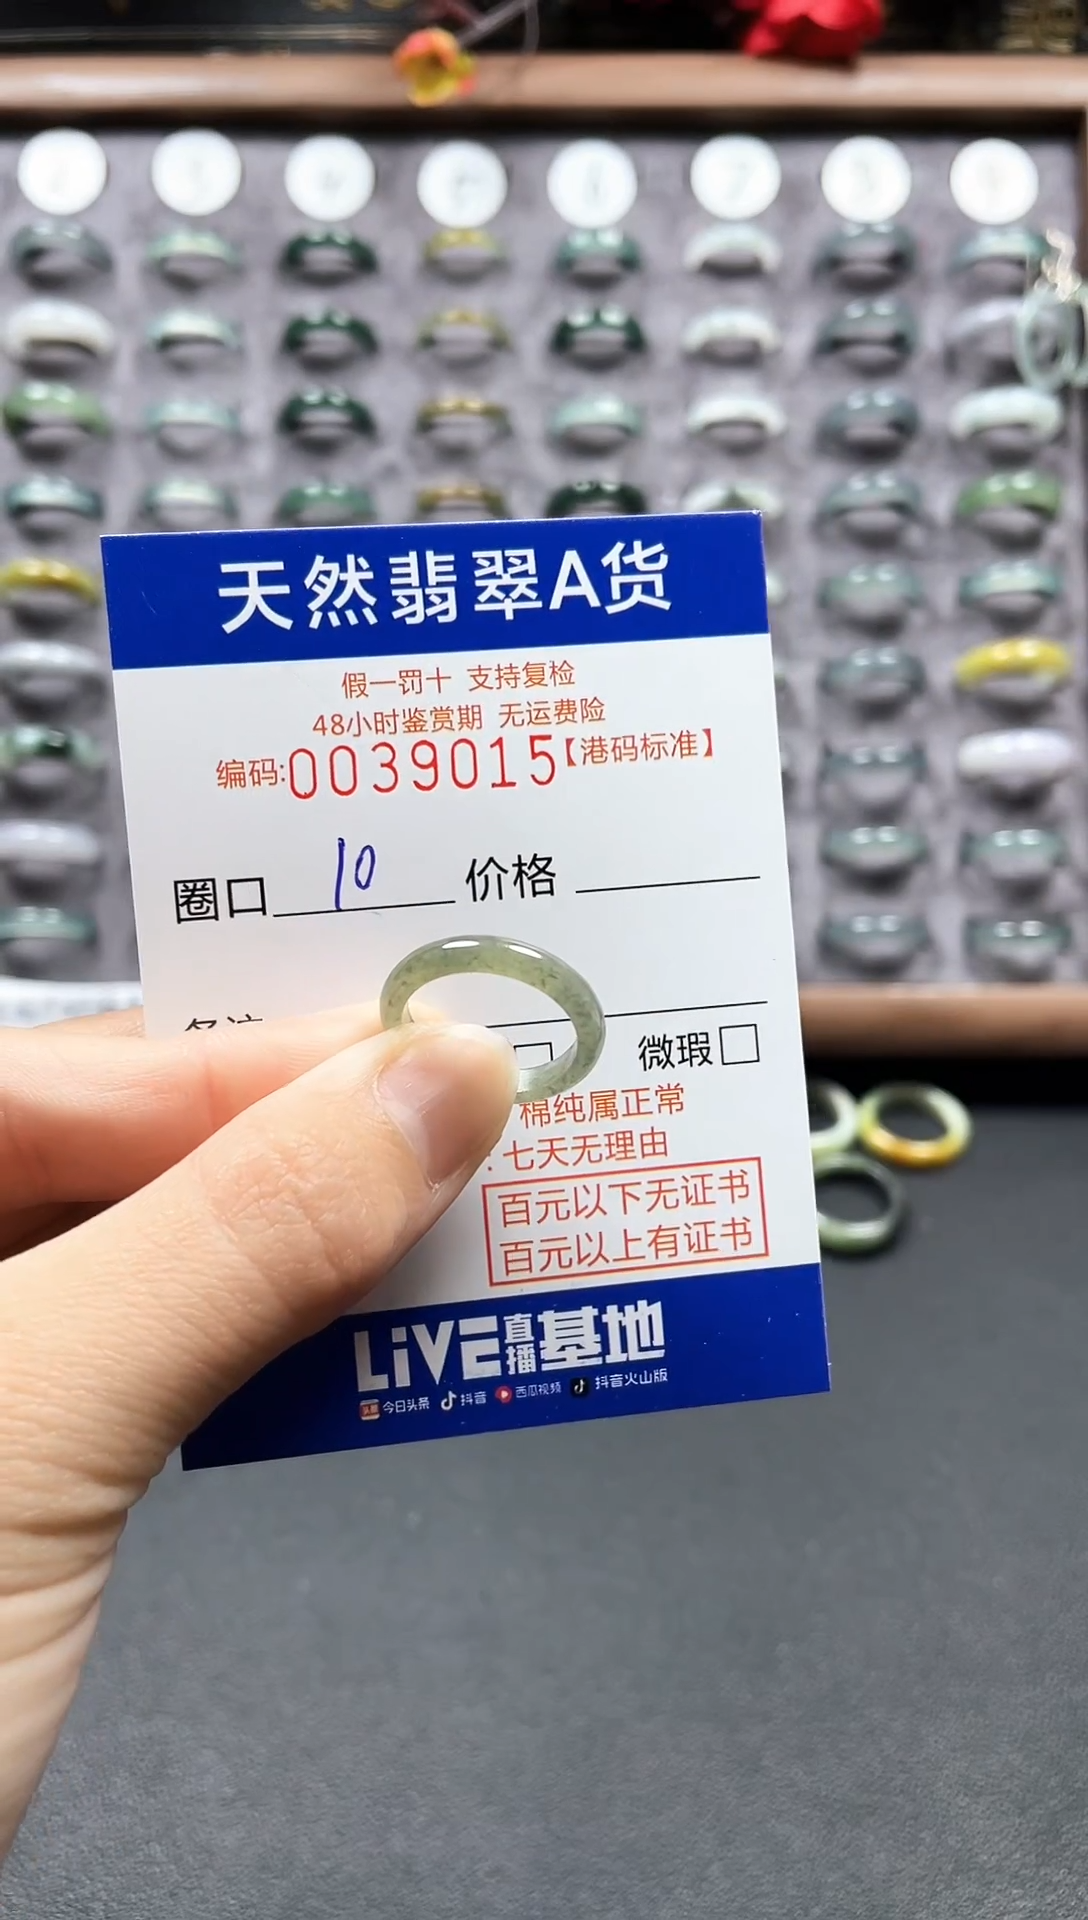 天然翡翠A货
假一罚十 支持复检
48小时鉴赏期 无运费险
编码:0039015【港码标准】
圈口 10 价格
微瑕
棉纯属正常
:七天无理由
百元以下无证书
百元以上有证书
LiVE直播基地
头条 今日头条 抖音 西瓜视频 抖音火山版